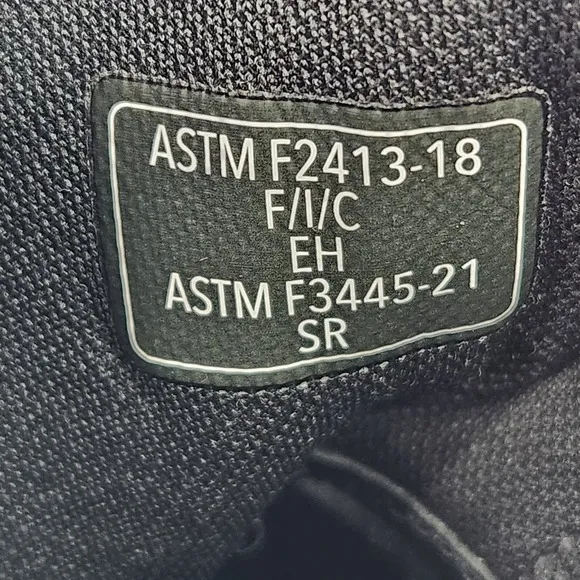 ASTM F2413-18
F/I/C
EH
ASTM F3445-21
SR